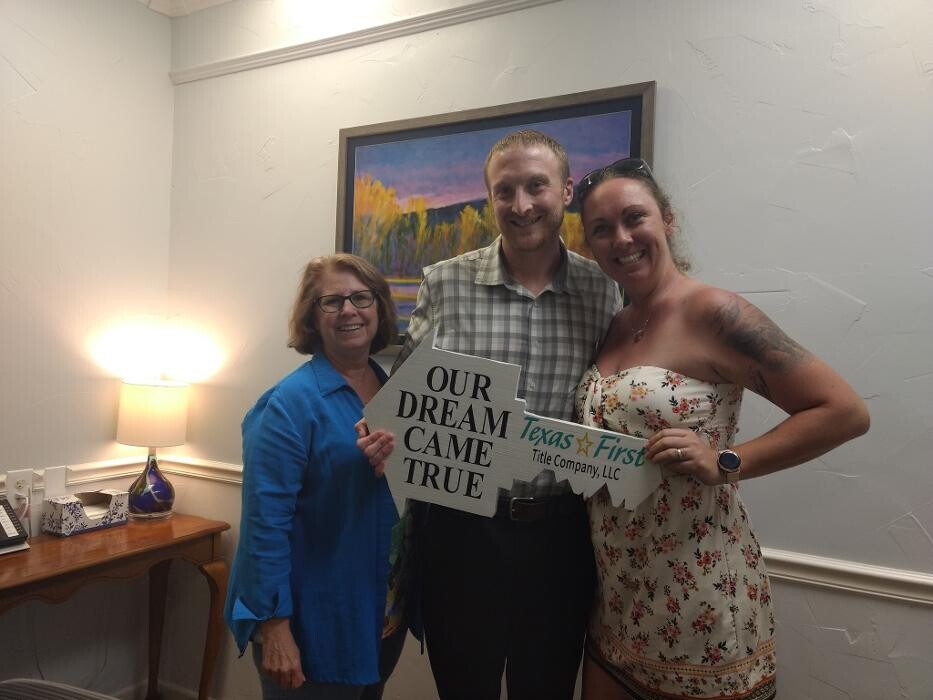 OUR
DREAM
CAME
TRUE
Texas First
Title Company, LLC